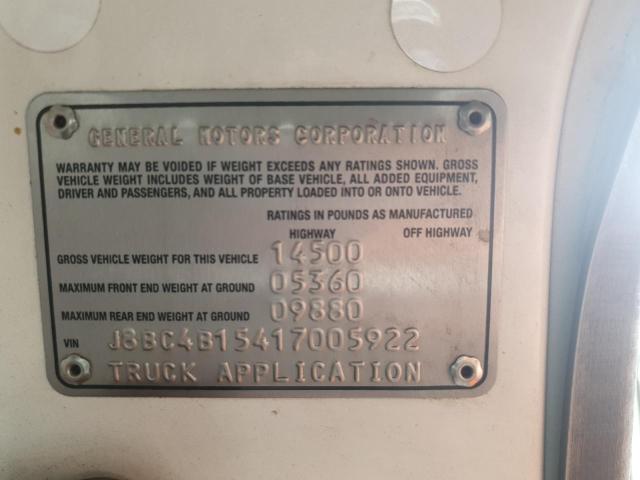 GENERAL MOTORS CORPORATION
WARRANTY MAY BE VOIDED IF WEIGHT EXCEEDS ANY RATINGS SHOWN. GROSS
VEHICLE WEIGHT INCLUDES WEIGHT OF BASE VEHICLE, ALL ADDED EQUIPMENT,
DRIVER AND PASSENGERS, AND ALL PROPERTY LOADED INTO OR ONTO VEHICLE.
RATINGS IN POUNDS AS MANUFACTURED
HIGHWAY OFF HIGHWAY
GROSS VEHICLE WEIGHT FOR THIS VEHICLE 14500
MAXIMUM FRONT END WEIGHT AT GROUND 05360
MAXIMUM REAR END WEIGHT AT GROUND 09880
VIN J8BC4B15417005922
TRUCK APPLICATION